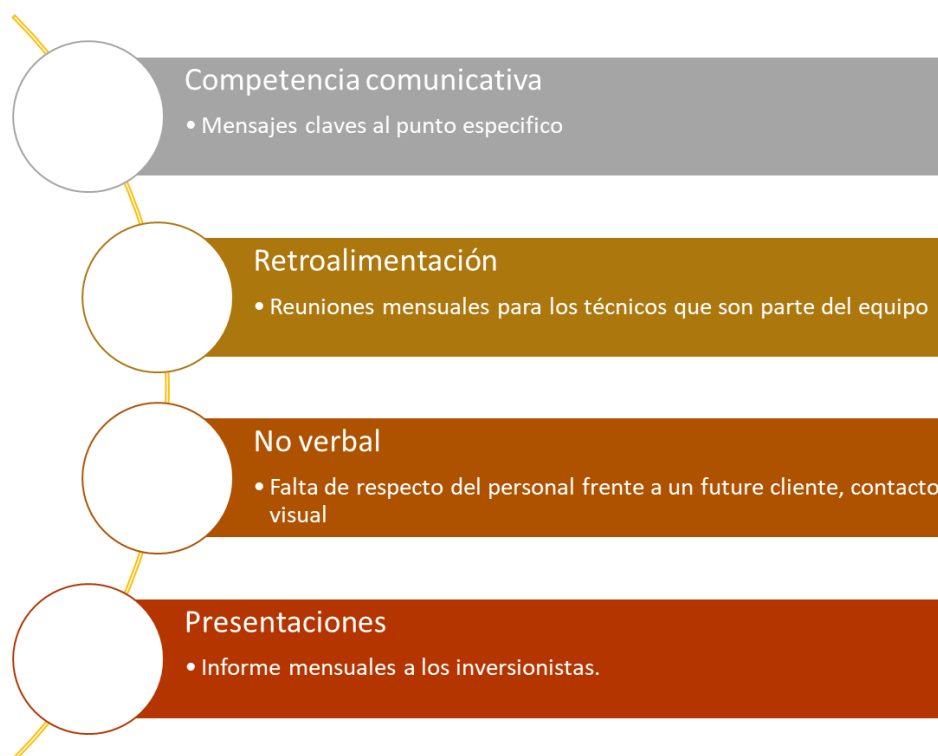 Competencia comunicativa
• Mensajes claves al punto especifico
Retroalimentación
• Reuniones mensuales para los técnicos que son parte del equipo
No verbal
• Falta de respecto del personal frente a un future cliente, contacto
visual
Presentaciones
• Informe mensuales a los inversionistas.